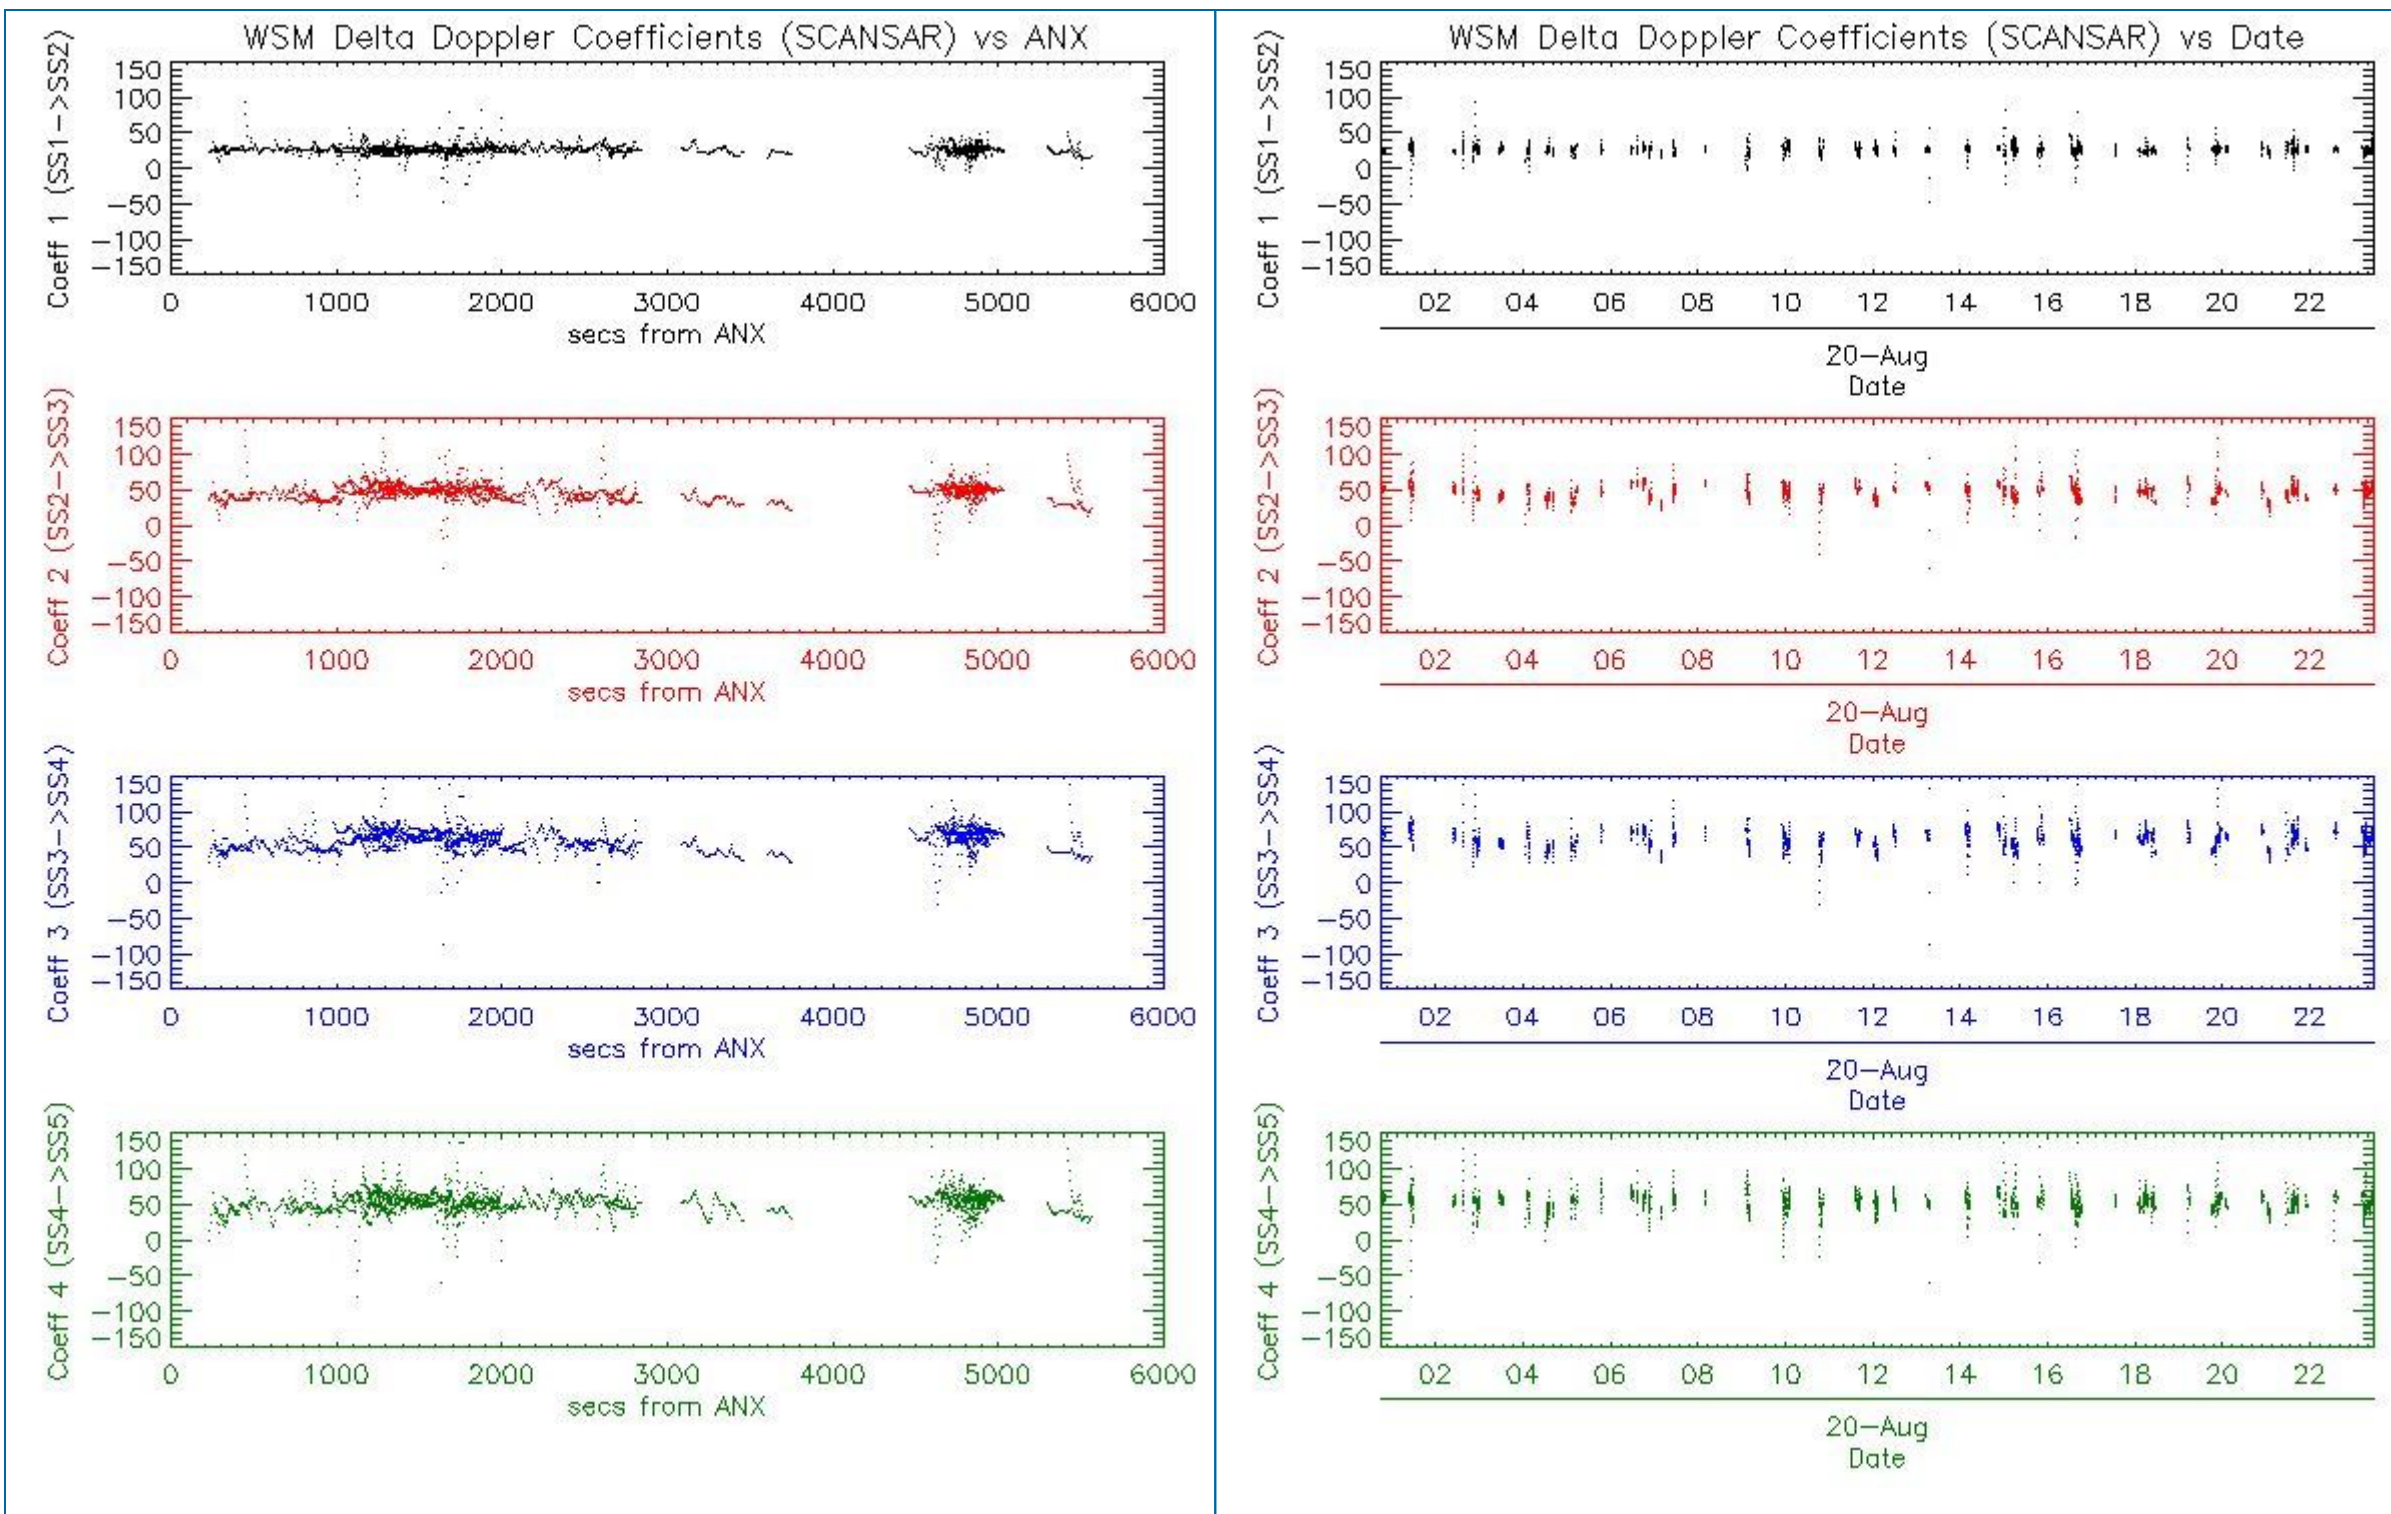 WSM Delta Doppler Coefficients (SCANSAR) vs ANX
Coeff 1 (SS1->SS2)
150
100
50
0
-50
-100
-150
0 1000 2000 3000 4000 5000 6000
secs from ANX
Coeff 2 (SS2->SS3)
150
100
50
0
-50
-100
-150
0 1000 2000 3000 4000 5000 6000
secs from ANX
Coeff 3 (SS3->SS4)
150
100
50
0
-50
-100
-150
0 1000 2000 3000 4000 5000 6000
secs from ANX
Coeff 4 (SS4->SS5)
150
100
50
0
-50
-100
-150
0 1000 2000 3000 4000 5000 6000
secs from ANX
WSM Delta Doppler Coefficients (SCANSAR) vs Date
Coeff 1 (SS1->SS2)
150
100
50
0
-50
-100
-150
02 04 06 08 10 12 14 16 18 20 22
20-Aug
Date
Coeff 2 (SS2->SS3)
150
100
50
0
-50
-100
-150
02 04 06 08 10 12 14 16 18 20 22
20-Aug
Date
Coeff 3 (SS3->SS4)
150
100
50
0
-50
-100
-150
02 04 06 08 10 12 14 16 18 20 22
20-Aug
Date
Coeff 4 (SS4->SS5)
150
100
50
0
-50
-100
-150
02 04 06 08 10 12 14 16 18 20 22
20-Aug
Date